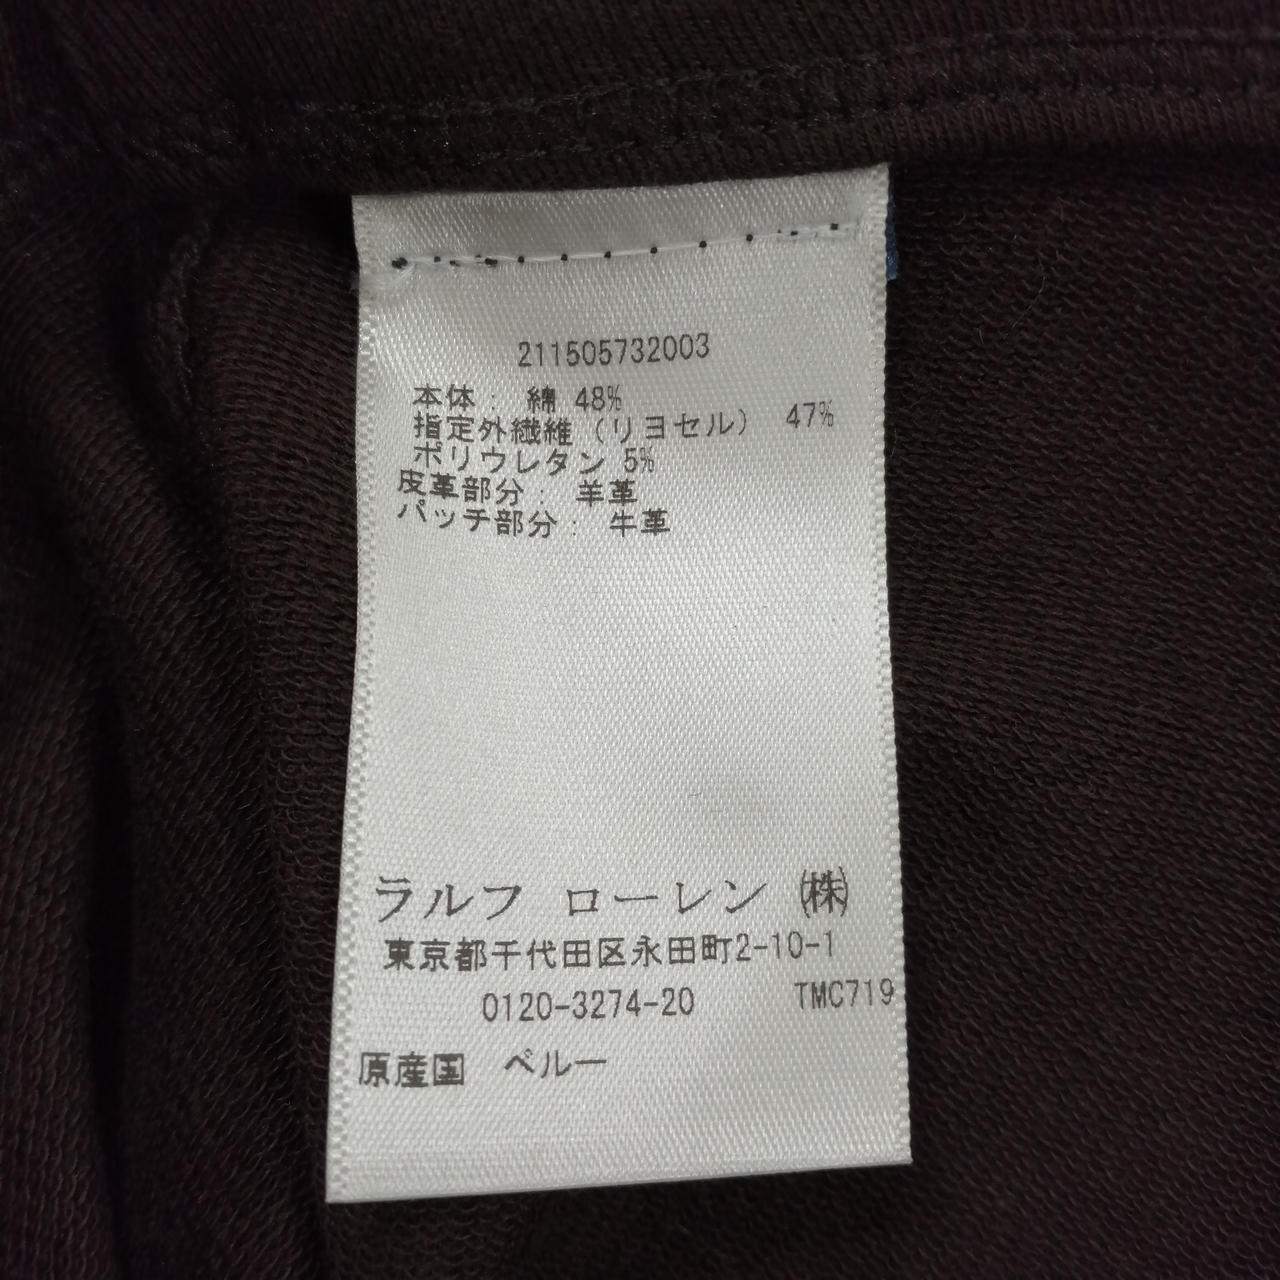 211505732003
本体： 綿 48%
指定外繊維（リヨセル） 47%
ポリウレタン 5%
皮革部分： 羊革
パッチ部分： 牛革
ラルフ ローレン ㈱
東京都千代田区永田町2-10-1
0120-3274-20 TMC719
原産国 ペルー